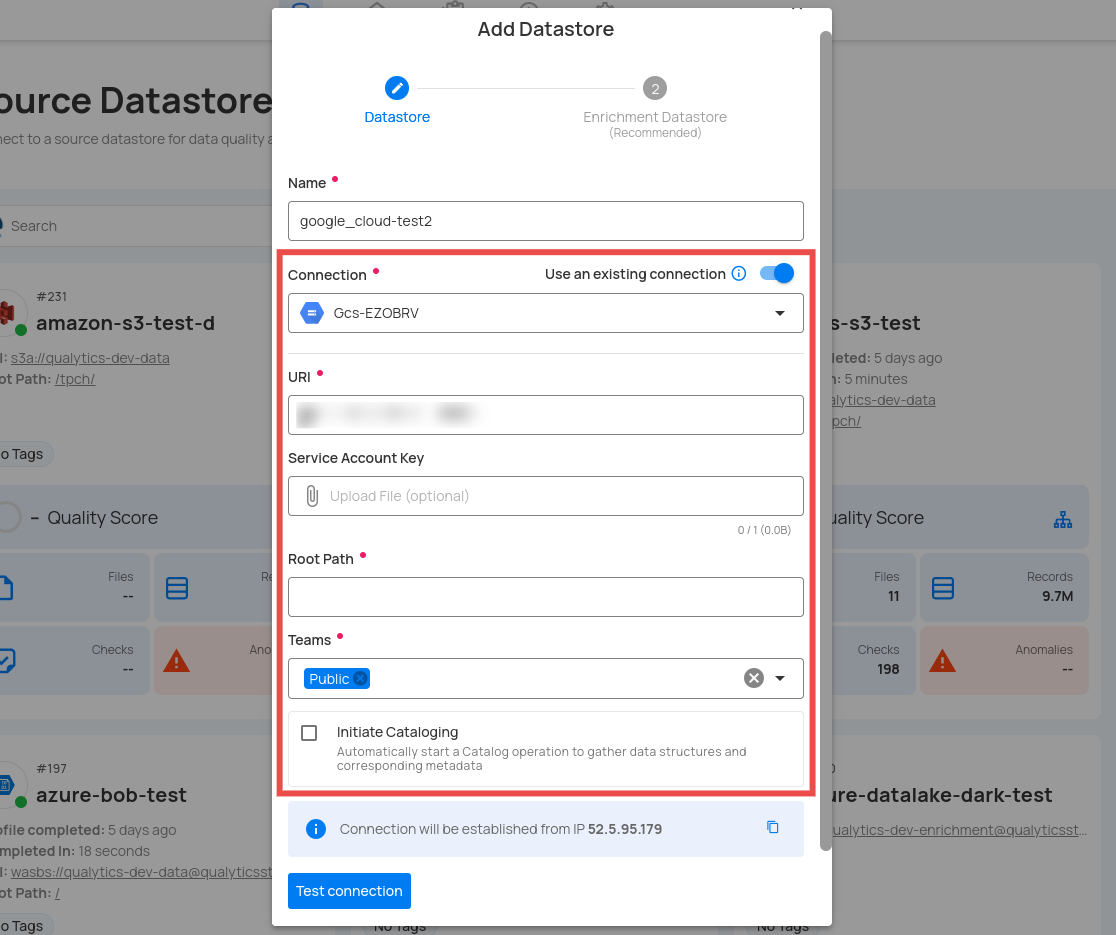 Add Datastore
2
Datastore
Enrichment Datastore
(Recommended)
Name
google_cloud-test2
Connection
Use an existing connection
Gcs-EZOBRV
URI
Service Account Key
Upload File (optional)
0 / 1 (0.0B)
Root Path
Teams
Public
Initiate Cataloging
Automatically start a Catalog operation to gather data structures and
corresponding metadata
Connection will be established from IP 52.5.95.179
Test connection
ource Datastore
nect to a source datastore for data quality a
Search
#231
amazon-s3-test-d
I: s3a://qualytics-dev-data
ot Path: /tpch/
o Tags
– Quality Score
Files
--
Re
Checks
--
Ano
#197
azure-bob-test
ofile completed: 5 days ago
mpleted In: 18 seconds
I: wasbs://qualytics-dev-data@qualyticsst
ot Path: /
o Tags
No Tags
s-s3-test
leted: 5 days ago
n: 5 minutes
alytics-dev-data
pch/
uality Score
Files
11
Records
9.7M
Checks
198
Anomalies
--
ure-datalake-dark-test
ualytics-dev-enrichment@qualyticsst...
No Tags